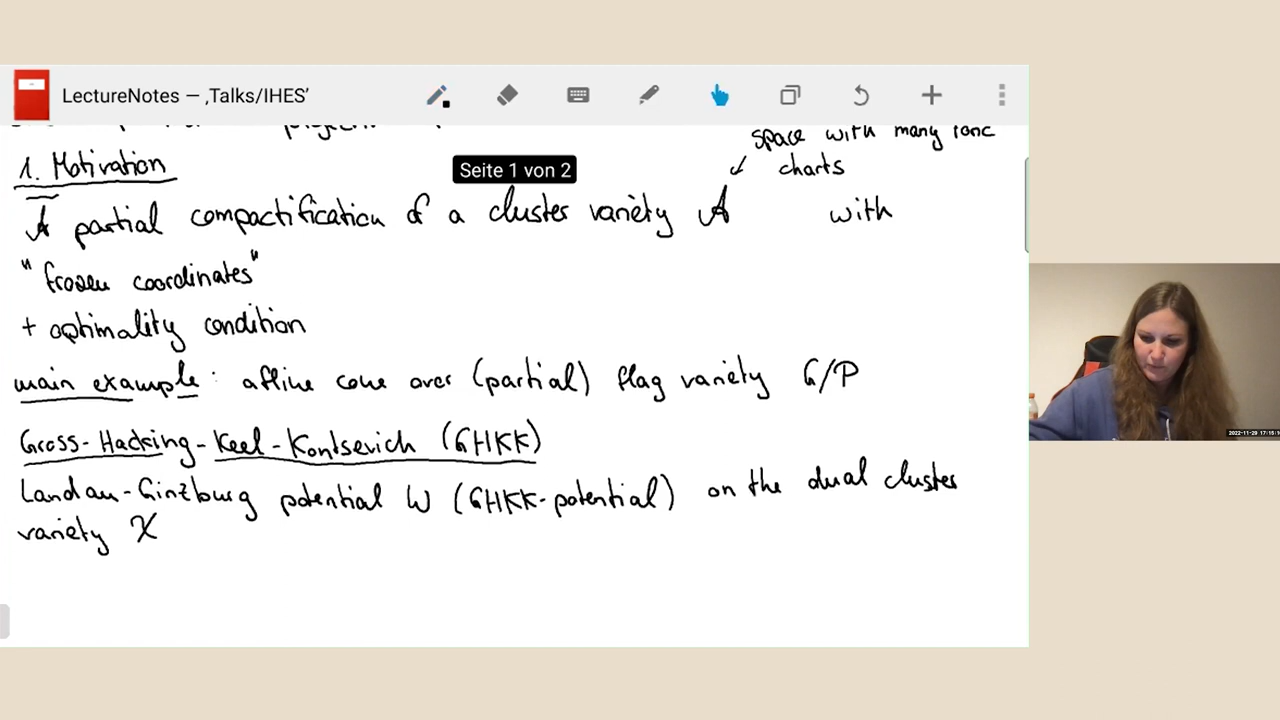 LectureNotes — ‚Talks/IHES’
space with many toric
1. Motivation
Seite 1 von 2
charts
A partial compactification of a cluster variety A with
"frozen coordinates"
+ optimality condition
main example: affine cone over (partial) flag variety G/P
Gross-Hacking-Keel-Kontsevich (GHKK)
Landau-Ginzburg potential W (GHKK-potential) on the dual cluster
variety X